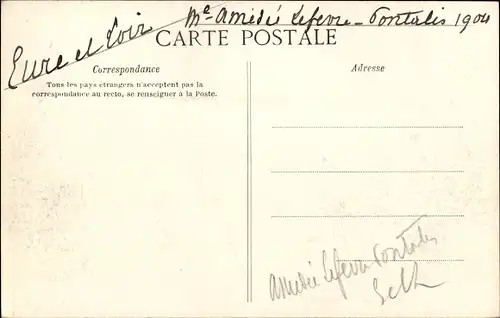 Eure et Loir
Me Amédée Lefevre-Pontalis 1904
CARTE POSTALE
Correspondance
Tous les pays étrangers n'acceptent pas la
correspondance au recto, se renseigner à la Poste.
Adresse
Amédée Lefevre Pontalis